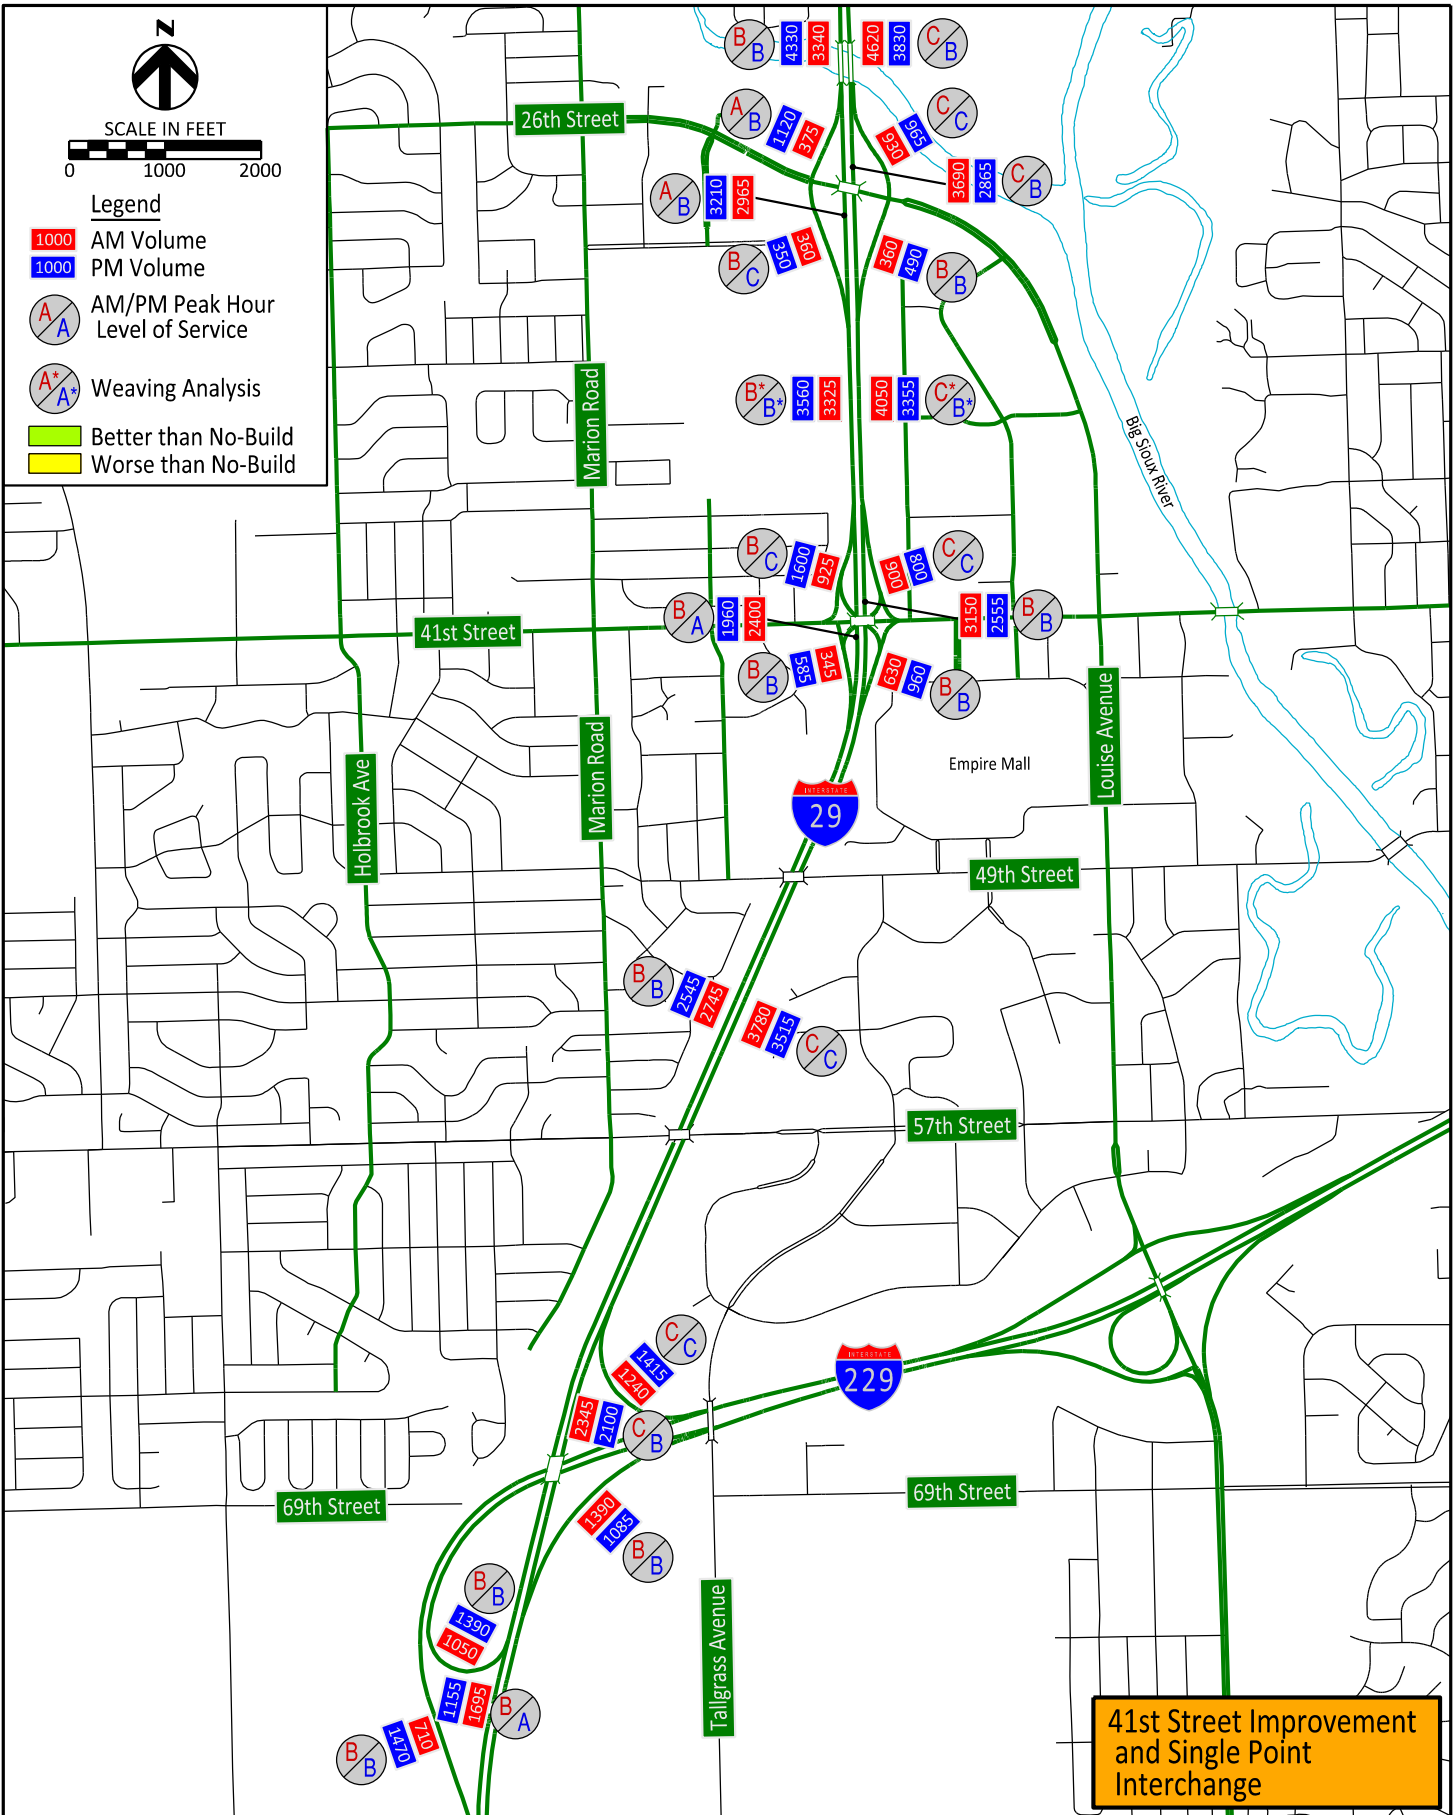 N
SCALE IN FEET
0 1000 2000
Legend
1000 AM Volume
1000 PM Volume
A A AM/PM Peak Hour
Level of Service
A* A* Weaving Analysis
Better than No-Build
Worse than No-Build
B B 4330 3340 4620 3830 C B
26th Street
A B 1120 375 930 965 C C
3690 2865 C B
A B 3210 2965
B C 350 360 360 490 B B
Marion Road
B* B* 3560 3325 4050 3355 C* B*
Big Sioux River
B C 1600 925 900 800 C C
B A 1960 2400 3150 2555 B B
41st Street
B B 585 345 630 960 B B
Marion Road
Louise Avenue
Empire Mall
INTERSTATE
29
Holbrook Ave
49th Street
B B 2545 2745
3780 3515 C C
57th Street
C C
1415
1240
INTERSTATE
229
2345 2100 C B
69th Street
69th Street
1390
1085
B B
B B
1390
1050
Tallgrass Avenue
1155 1695 B A
B B 1470 710
41st Street Improvement
and Single Point
Interchange